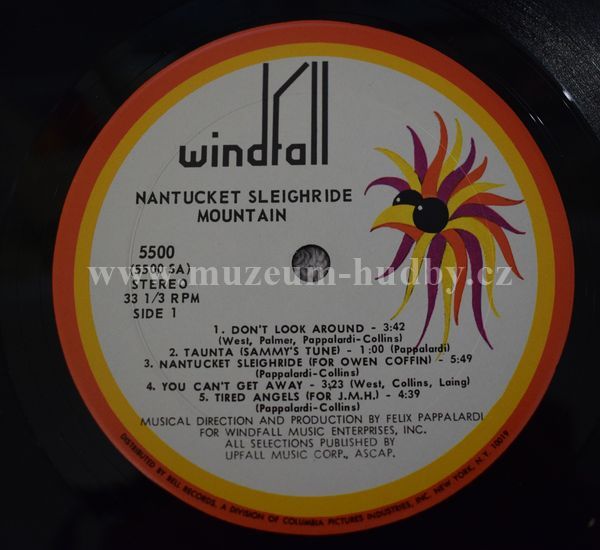 windfall
NANTUCKET SLEIGHRIDE
MOUNTAIN
5500
(5500 SA)
STEREO
33 1/3 RPM
SIDE 1
www.muzeum-hudby.cz
1. DON'T LOOK AROUND - 3:42
(West, Palmer, Pappalardi-Collins)
2. TAUNTA (SAMMY'S TUNE) - 1:00 (Pappalardi)
3. NANTUCKET SLEIGHRIDE (FOR OWEN COFFIN) - 5:49
(Pappalardi-Collins)
4. YOU CAN'T GET AWAY - 3:23 (West, Collins, Laing)
5. TIRED ANGELS (FOR J.M.H.) - 4:39
(Pappalardi-Collins)
MUSICAL DIRECTION AND PRODUCTION BY FELIX PAPPALARDI
FOR WINDFALL MUSIC ENTERPRISES, INC.
ALL SELECTIONS PUBLISHED BY
UPFALL MUSIC CORP., ASCAP.
DISTRIBUTED BY BELL RECORDS, A DIVISION OF COLUMBIA PICTURES INDUSTRIES, INC. NEW YORK, N.Y. 10019